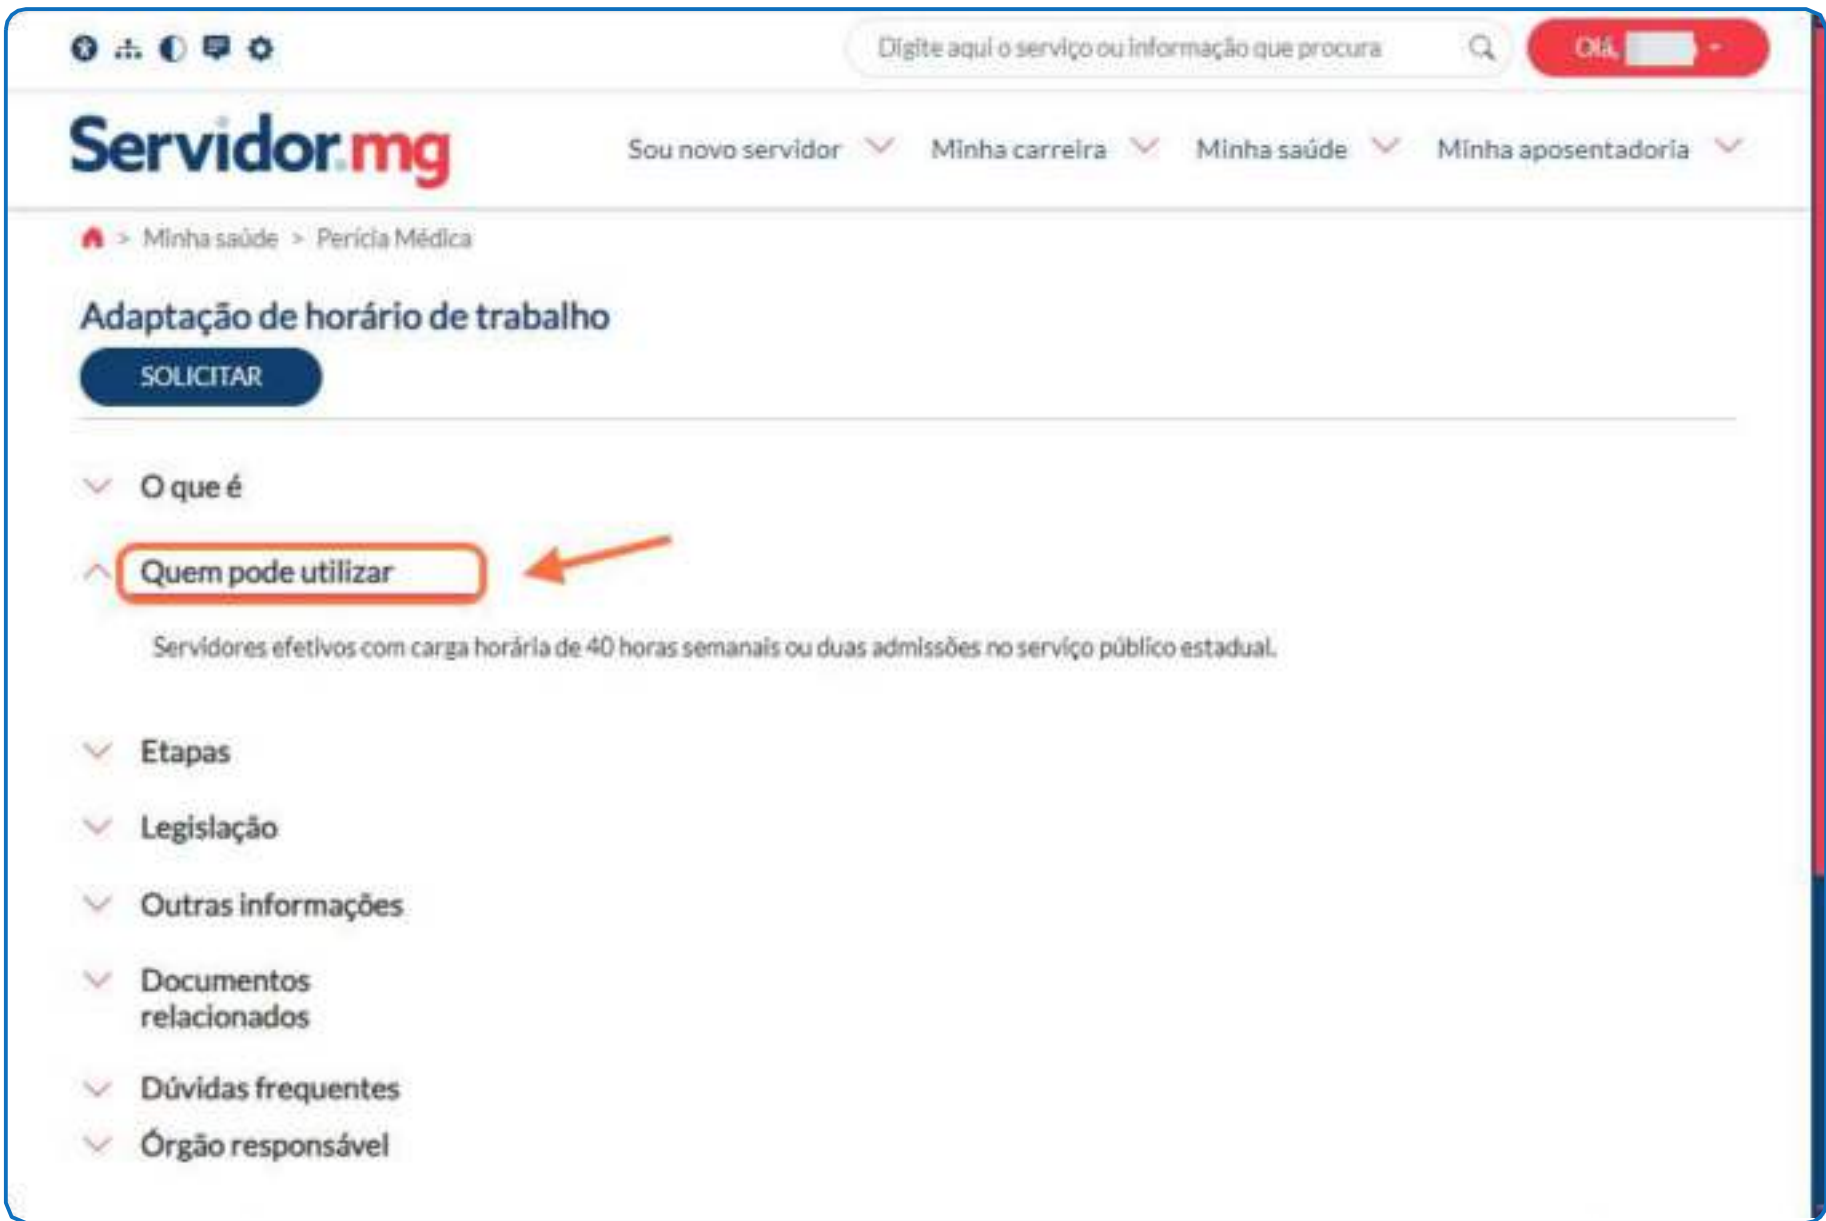 Digite aqui o serviço ou informação que procura
Olá,
Servidor.mg
Sou novo servidor
Minha carreira
Minha saúde
Minha aposentadoria
> Minha saúde > Perícia Médica
Adaptação de horário de trabalho
SOLICITAR
O que é
Quem pode utilizar
Servidores efetivos com carga horária de 40 horas semanais ou duas admissões no serviço público estadual.
Etapas
Legislação
Outras informações
Documentos
relacionados
Dúvidas frequentes
Órgão responsável